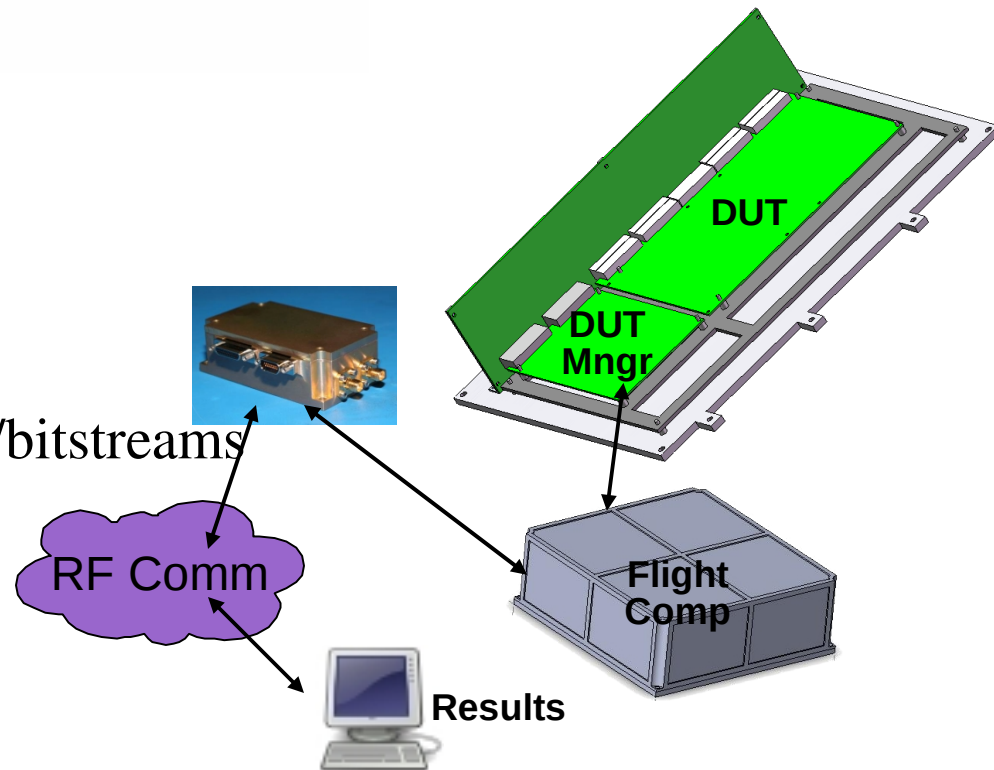 DUT
DUT
Mngr
/bitstreams
RF Comm
Flight
Comp
Results